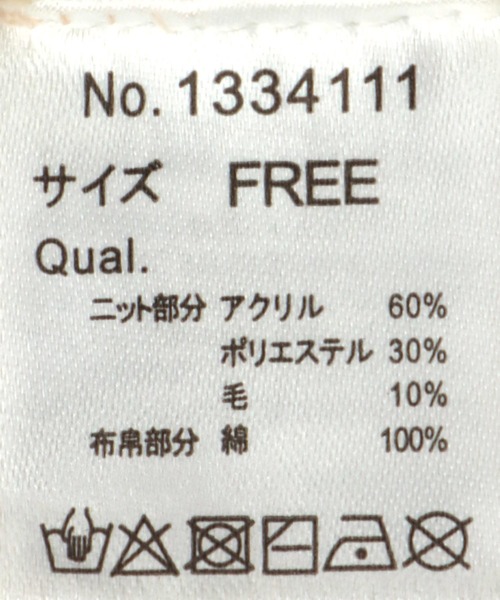 No. 1334111
サイズ FREE
Qual.
ニット部分 アクリル 60%
ポリエステル 30%
毛 10%
布帛部分 綿 100%